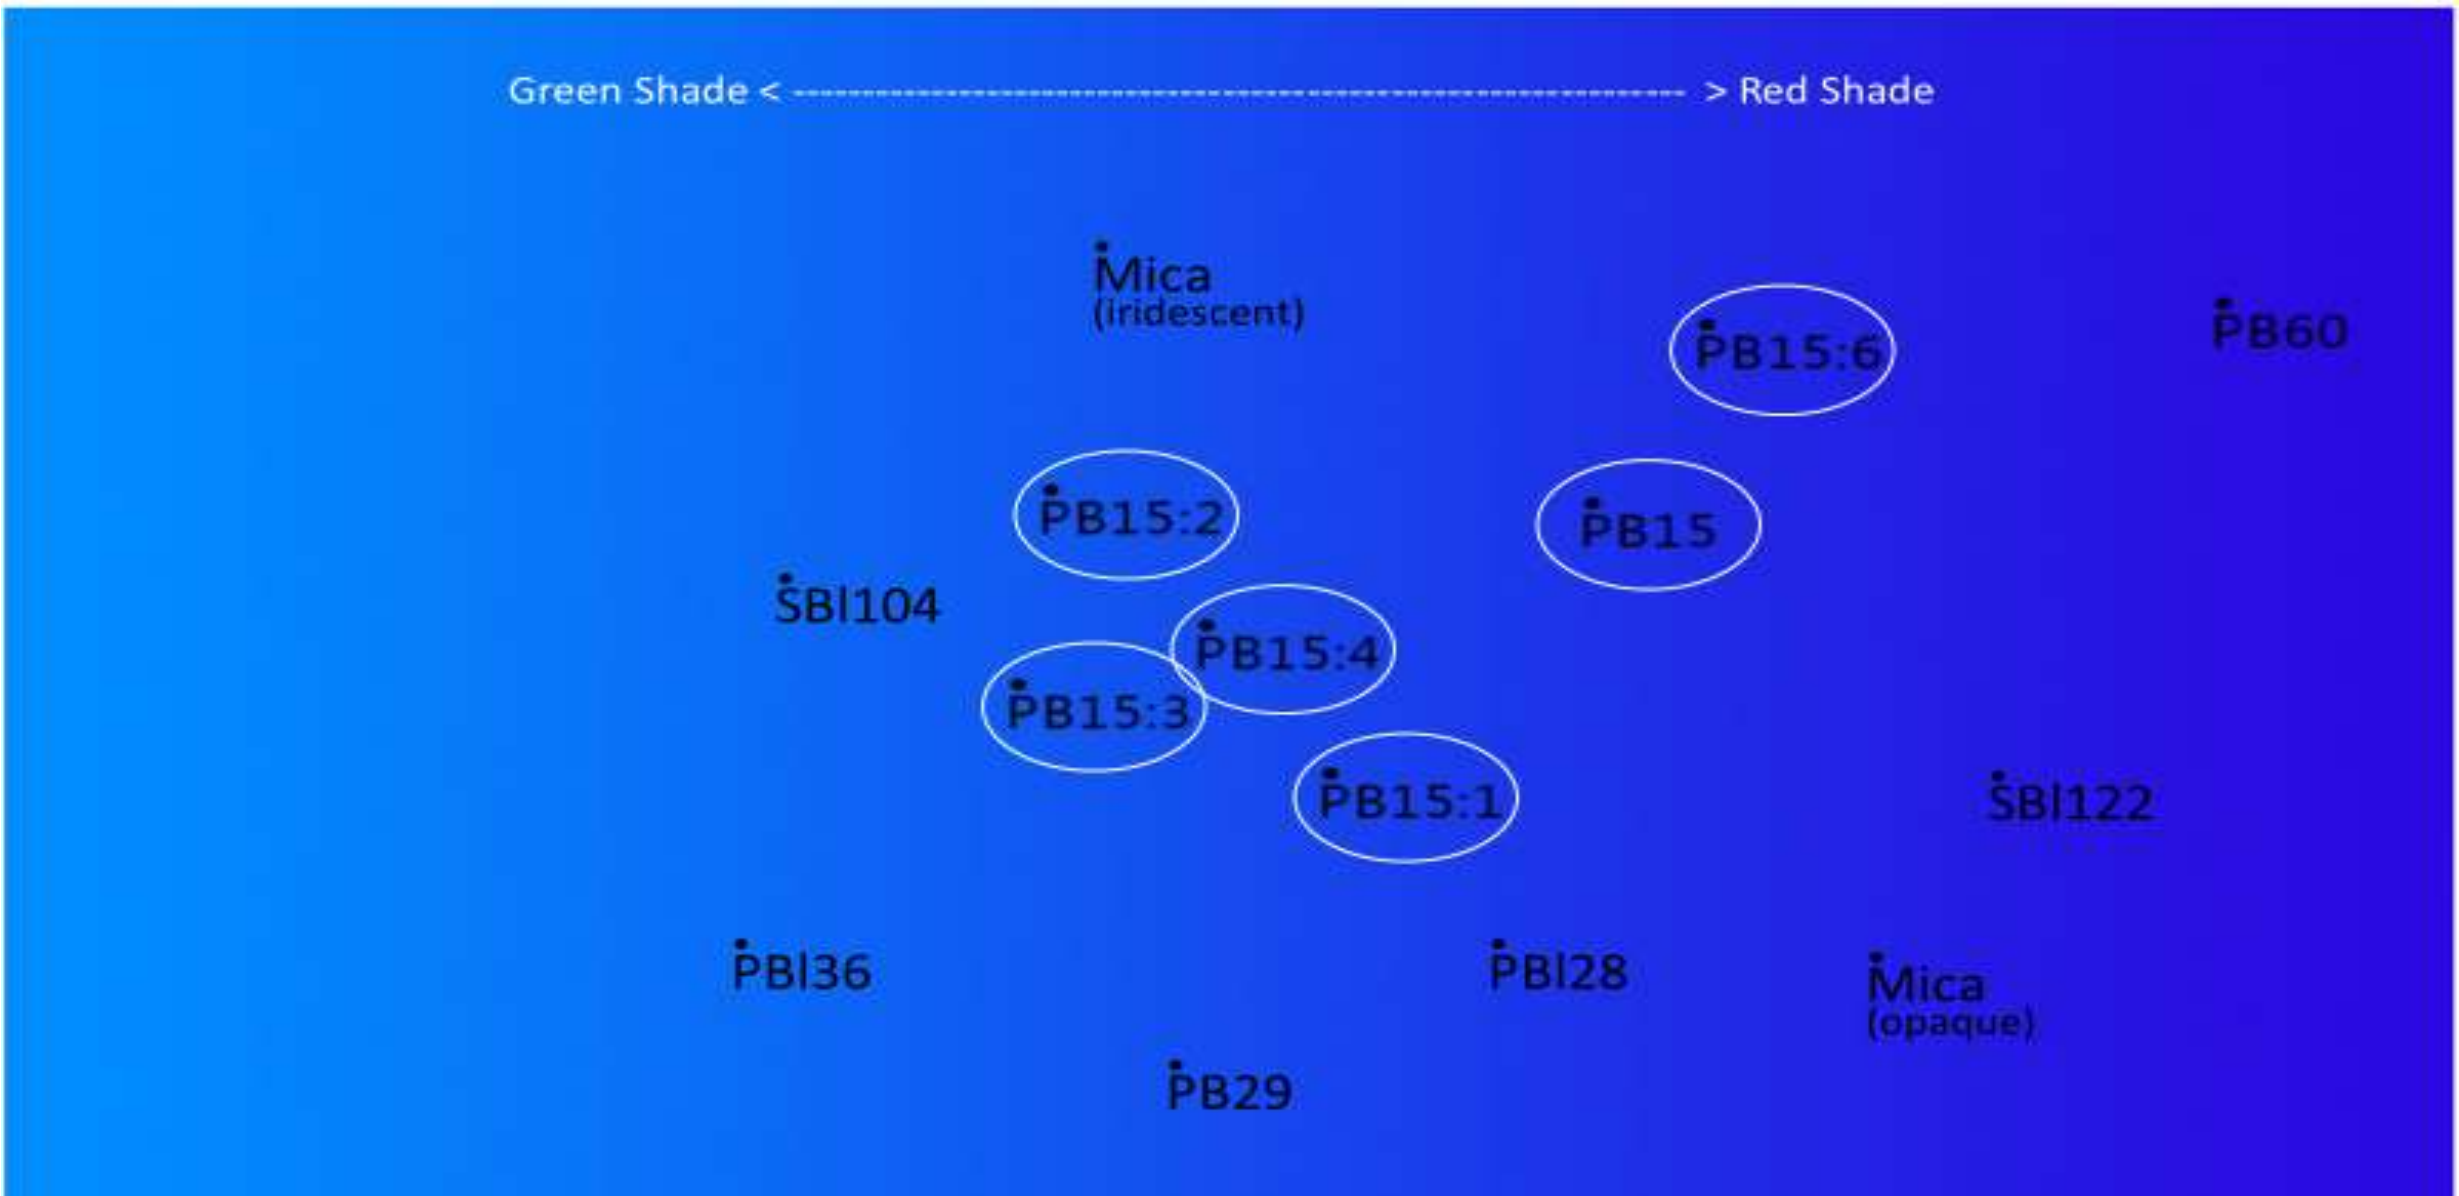 Green Shade < ------------------------------------------------------------ > Red Shade
Mica
(iridescent)
PB15:6
PB60
PB15:2
PB15
SBl104
PB15:4
PB15:3
PB15:1
SBl122
PBl36
PBl28
Mica
(opaque)
PB29